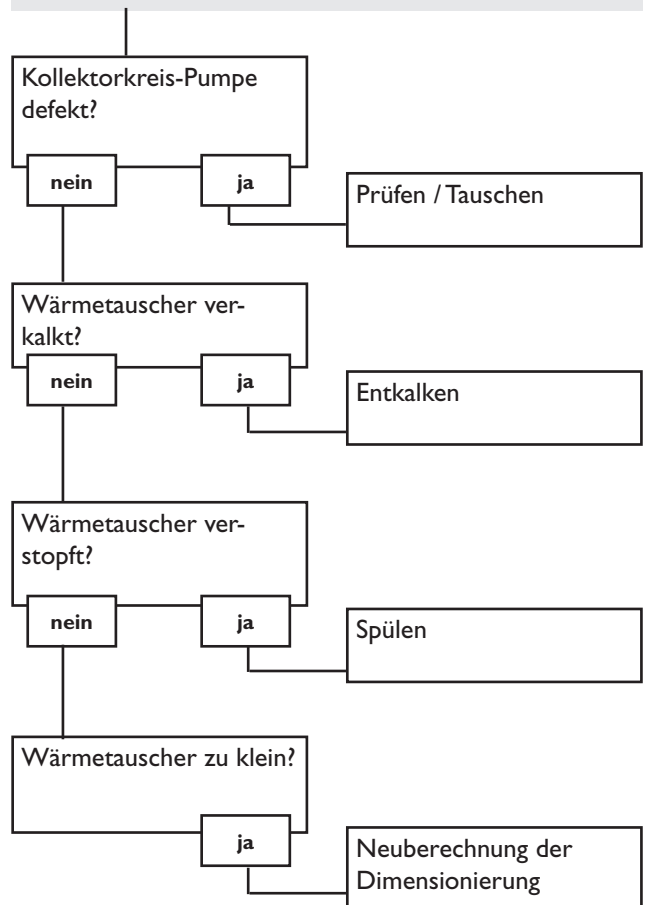 Kollektorkreis-Pumpe
defekt?
nein
ja
Prüfen / Tauschen
Wärmetauscher ver-
kalkt?
nein
ja
Entkalken
Wärmetauscher ver-
stopft?
nein
ja
Spülen
Wärmetauscher zu klein?
ja
Neuberechnung der
Dimensionierung